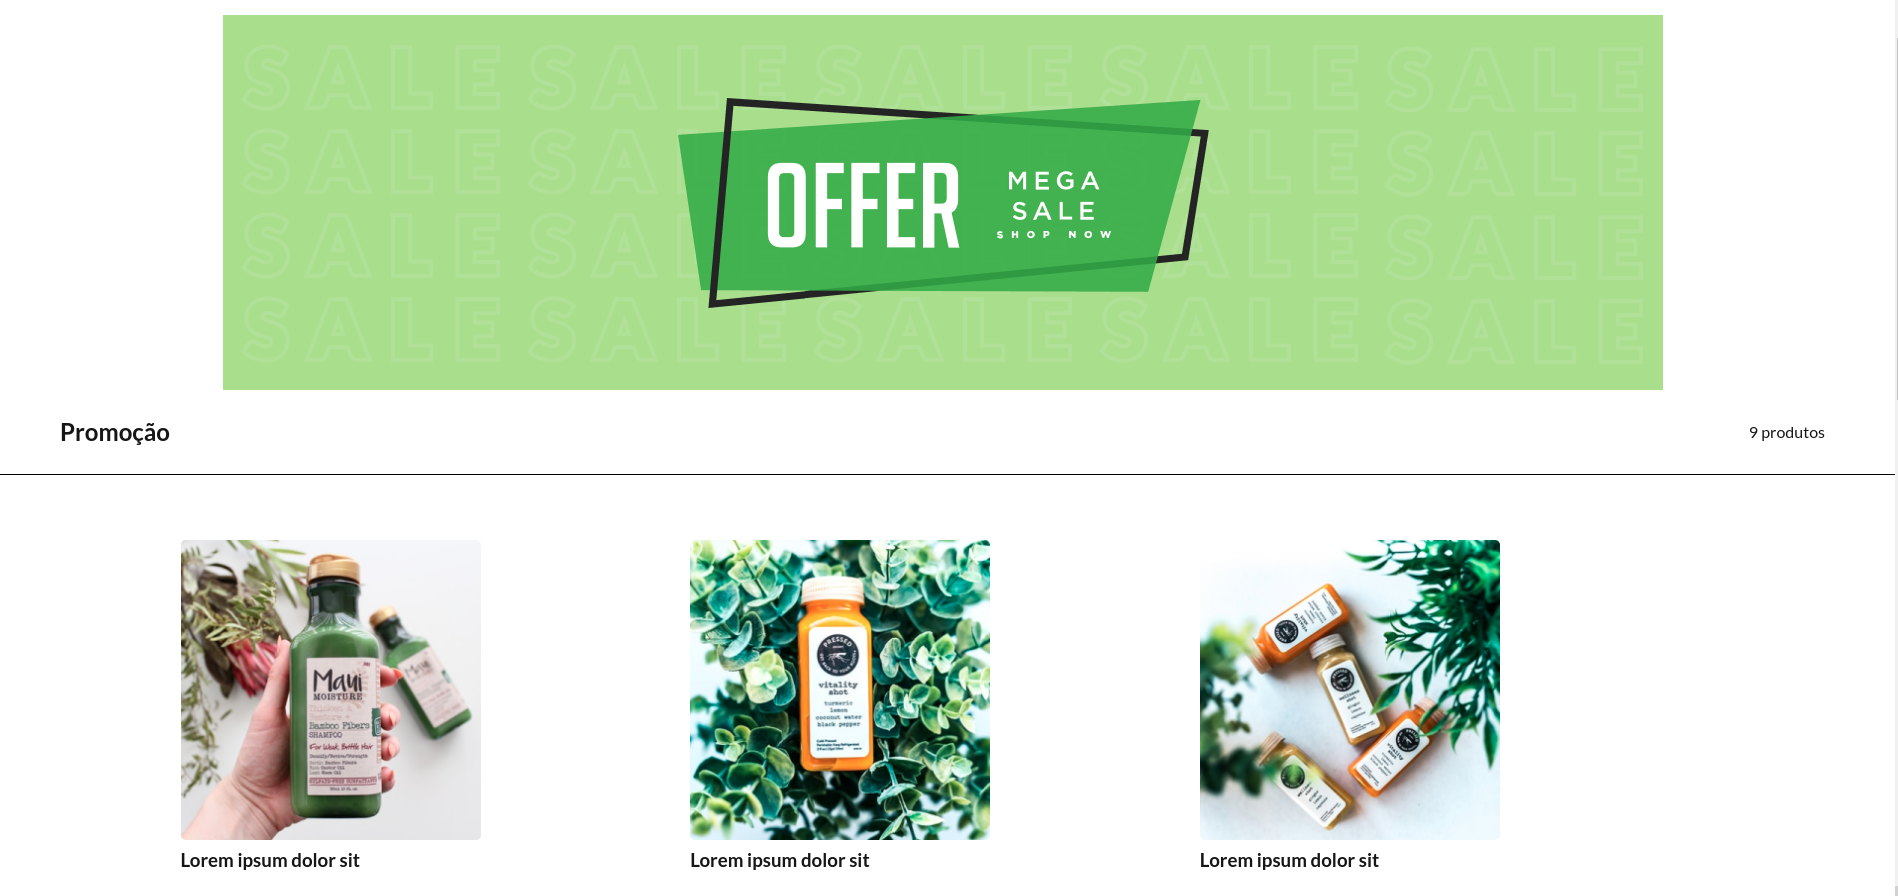 SALE SALE SALE SALE SALE
SALE SALE SALE SALE
SALE SALE SALE SALE
SALE SALE SALE SALE SALE
OFFER
MEGA
SALE
SHOP NOW
Promoção
9 produtos
Maui
MOISTURE
Bamboo Fibers
SHAMPOO
For Weak, Brittle Hair
Maui
PRESSED
vitality
shot
turmeric
lemon
coconut water
black pepper
Lorem ipsum dolor sit
Lorem ipsum dolor sit
Lorem ipsum dolor sit